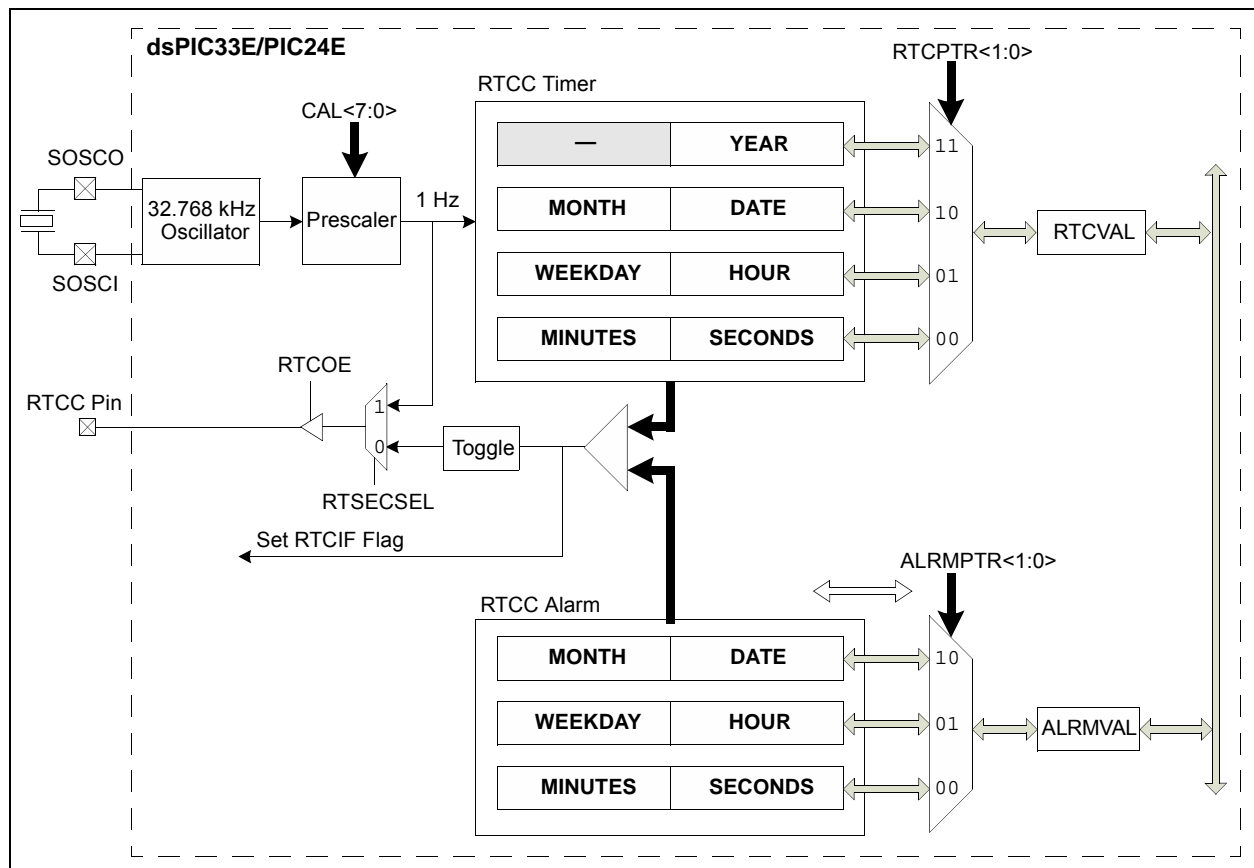 dsPIC33E/PIC24E
RTCPTR<1:0>
RTCC Timer
CAL<7:0>
— YEAR 11
SOSCO
32.768 kHz
Oscillator
Prescaler
1 Hz
MONTH DATE 10
RTCVAL
SOSCI
WEEKDAY HOUR 01
MINUTES SECONDS 00
RTCOE
RTCC Pin
1
0
Toggle
RTSECSEL
Set RTCIF Flag
ALRMPTR<1:0>
RTCC Alarm
MONTH DATE 10
WEEKDAY HOUR 01
ALRMVAL
MINUTES SECONDS 00